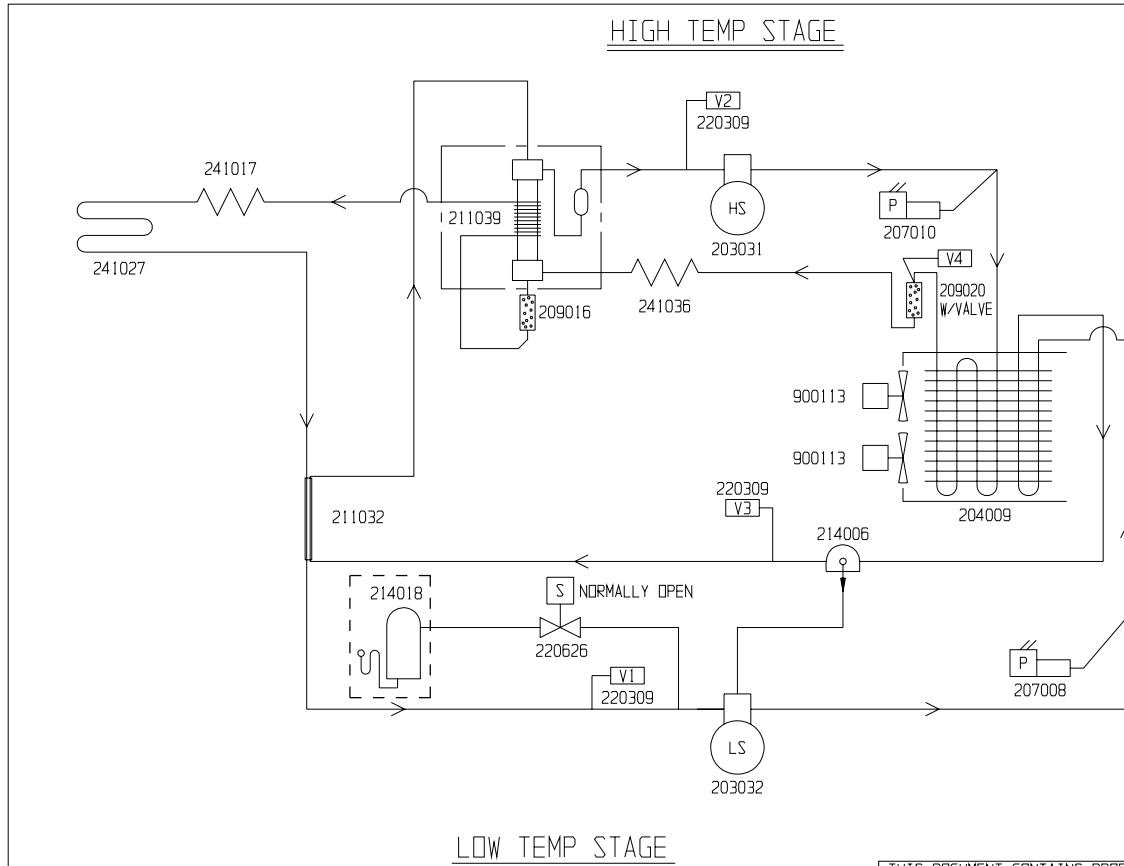 HIGH TEMP STAGE
V2
220309
241017
211039
HS
P
207010
203031
V4
241027
209016
241036
209020
W/VALVE
900113
900113
220309
V3
204009
211032
214006
214018
S NORMALLY OPEN
220626
P
V1
220309
207008
LS
203032
LOW TEMP STAGE